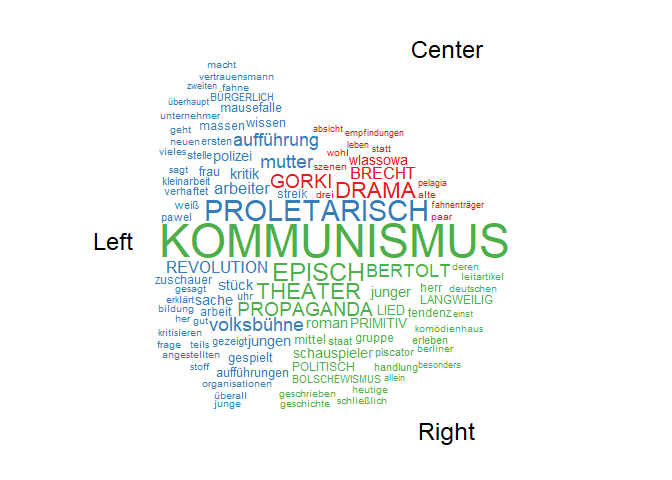 Center
macht
vertrauensmann
zweiten fahne
überhaupt BÜRGERLICH
unternehmer mausefalle
geht massen wissen
absicht empfindungen
neuen ersten aufführung leben statt
vieles stelle polizei mutter wohl wlassowa
sagt frau kritik szenen BRECHT
kleinarbeit GORKI pelagia
verhaftet arbeiter streik drei DRAMA alte
weiß PROLETARISCH fahnenträger
pawel paar
Left KOMMUNISMUS
REVOLUTION EPISCH BERTOLT deren
zuschauer leitartikel
gesagt stück THEATER junger herr deutschen
erklärt sache uhr LANGWEILIG
bildung arbeit PROPAGANDA LIED tendenz einst
her gut volksbühne roman PRIMITIV
kritisieren komödienhaus
frage teils gezeigt jungen mittel staat gruppe erleben
angestellten gespielt schauspieler piscator berliner
stoff aufführungen POLITISCH handlung besonders
organisationen BOLSCHEWISMUS allein
überall geschrieben heutige
junge geschichte schließlich
Right